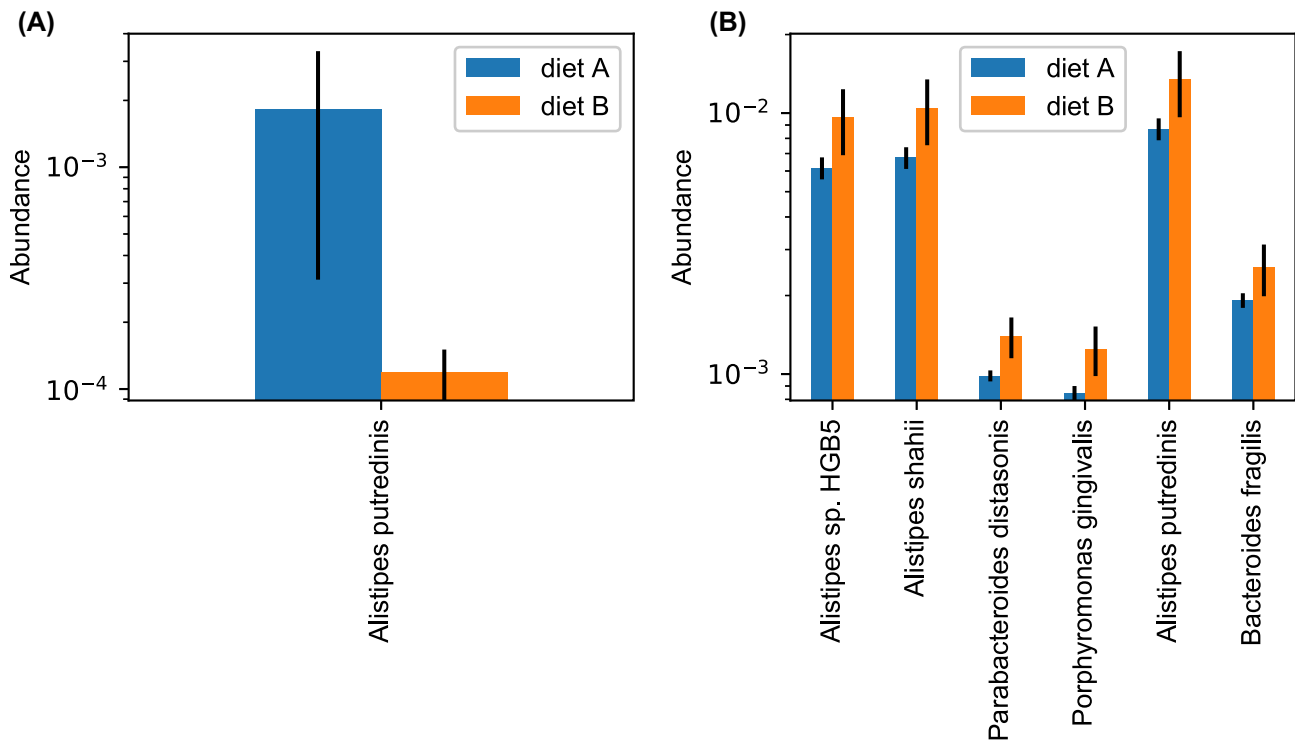 (A)
Abundance
10⁻³
10⁻⁴
diet A
diet B
Alistipes putredinis
(B)
Abundance
10⁻²
10⁻³
diet A
diet B
Alistipes sp. HGB5
Alistipes shahii
Parabacteroides distasonis
Porphyromonas gingivalis
Alistipes putredinis
Bacteroides fragilis